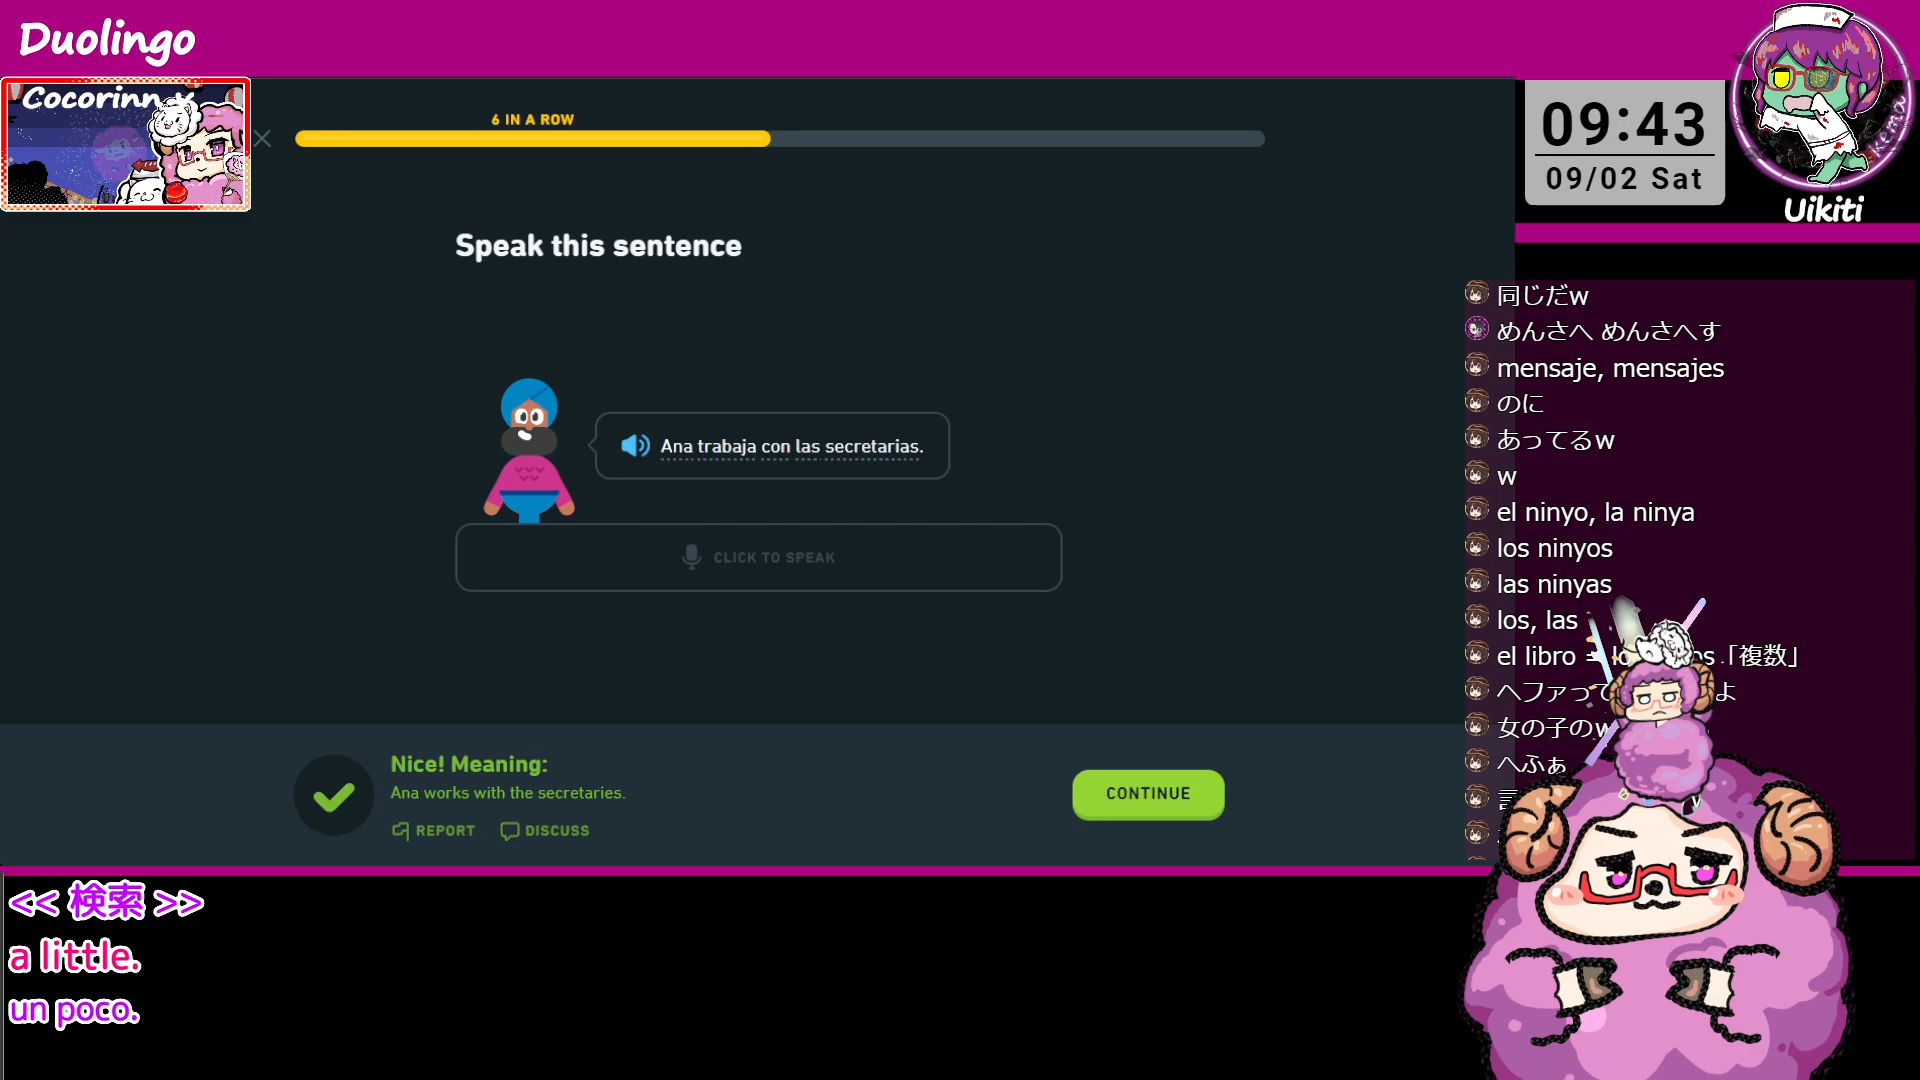 Duolingo
Cocorinn
6 IN A ROW
Speak this sentence
Ana trabaja con las secretarias.
CLICK TO SPEAK
Nice! Meaning:
Ana works with the secretaries.
REPORT
DISCUSS
CONTINUE
09:43
09/02 Sat
Uikiti
同じだw
めんさへ めんさへす
mensaje, mensajes
のに
あってるw
w
el ninyo, la ninya
los ninyos
las ninyas
los, las
el libro
「複数」
ヘファって
よ
女の子のw
へふぁ
<< 検索 >>
a little.
un poco.